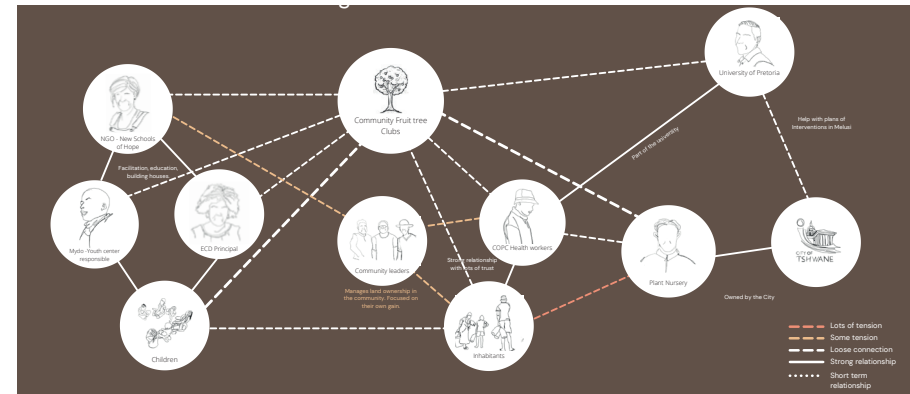 g
University of Pretoria
Community Fruit tree
Clubs
NGO - New Schools
of Hope
Help with plans of
Interventions in Melusi
Part of the university
Facilitation, education,
building houses
Mydo -Youth center
responsible
ECD Principal
COPC Health workers
CITY OF
TSHWANE
Strong relationship
with lots of trust
Community leaders
Plant Nursery
Manages land ownership in
the community. Focused on
their own gain.
Owned by the City
Children
Inhabitants
Lots of tension
Some tension
Loose connection
Strong relationship
Short term
relationship